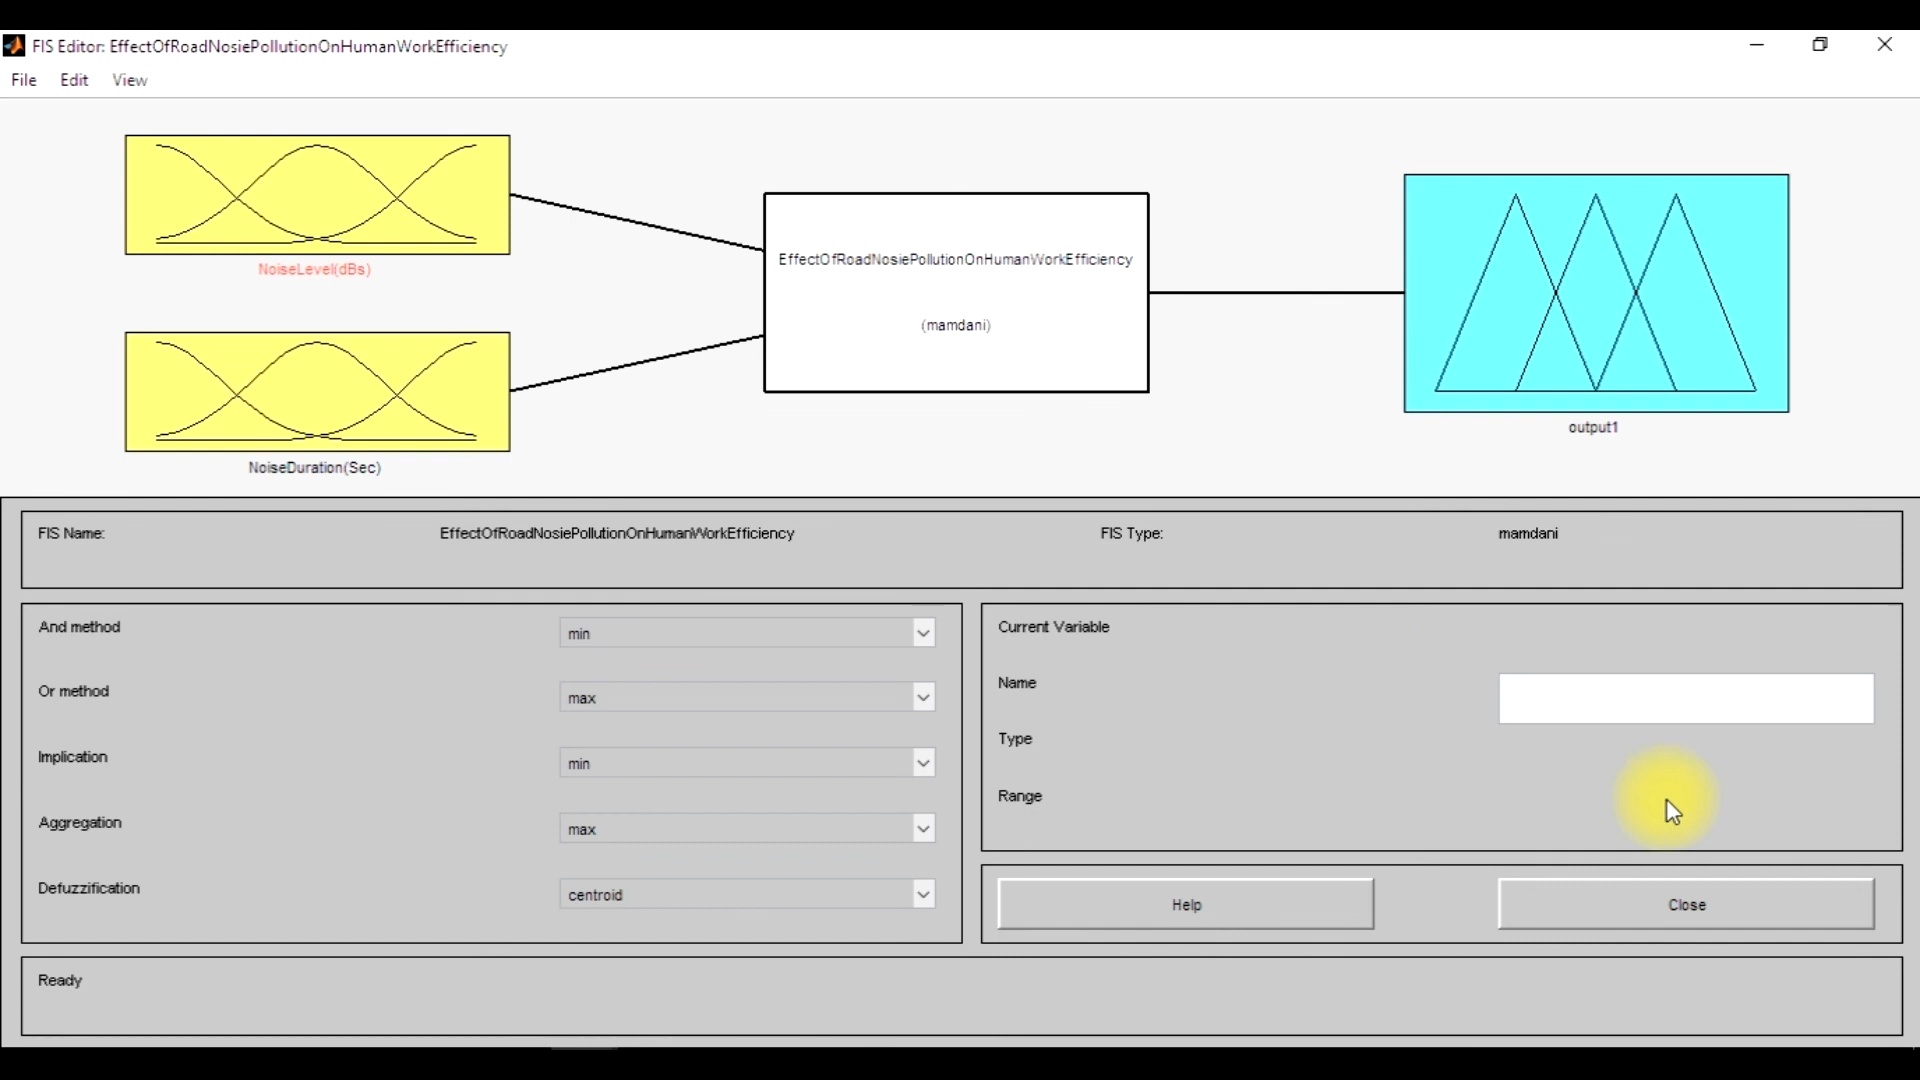 FIS Editor: EffectOfRoadNosiePollutionOnHumanWorkEfficiency
File Edit View
NoiseLevel(dBs)
NoiseDuration(Sec)
EffectOfRoadNosiePollutionOnHumanWorkEfficiency
(mamdani)
output1
FIS Name: EffectOfRoadNosiePollutionOnHumanWorkEfficiency FIS Type: mamdani
And method min
Or method max
Implication min
Aggregation max
Defuzzification centroid
Current Variable
Name
Type
Range
Help Close
Ready